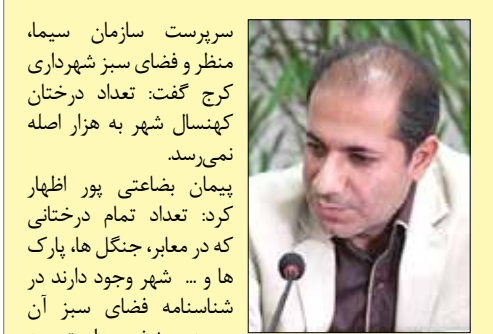 سرپرست سازمان سیما،
منظر و فضای سبز شهرداری
کرج گفت: تعداد درختان
کهنسال شهر به هزار اصله
نمی‌رسد.
پیمان بضاعتی پور اظهار
کرد: تعداد تمام درختانی
که در معابر، جنگل ها، پارک
ها و ... شهر وجود دارند در
شناسنامه فضای سبز آن